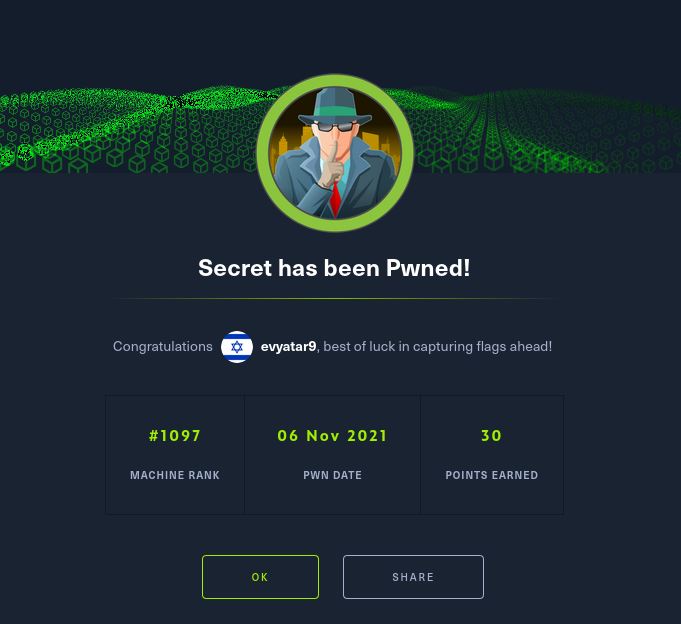 Secret has been Pwned!
Congratulations evyatar9, best of luck in capturing flags ahead!
#1097 06 Nov 2021 30
MACHINE RANK PWN DATE POINTS EARNED
OK SHARE